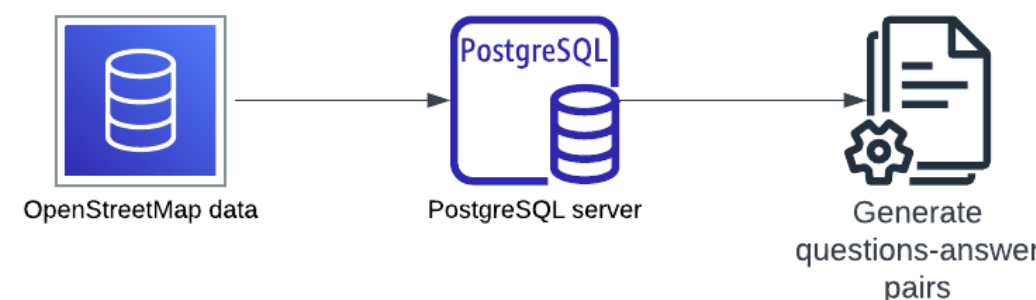 PostgreSQL
OpenStreetMap data
PostgreSQL server
Generate
questions-answer
pairs